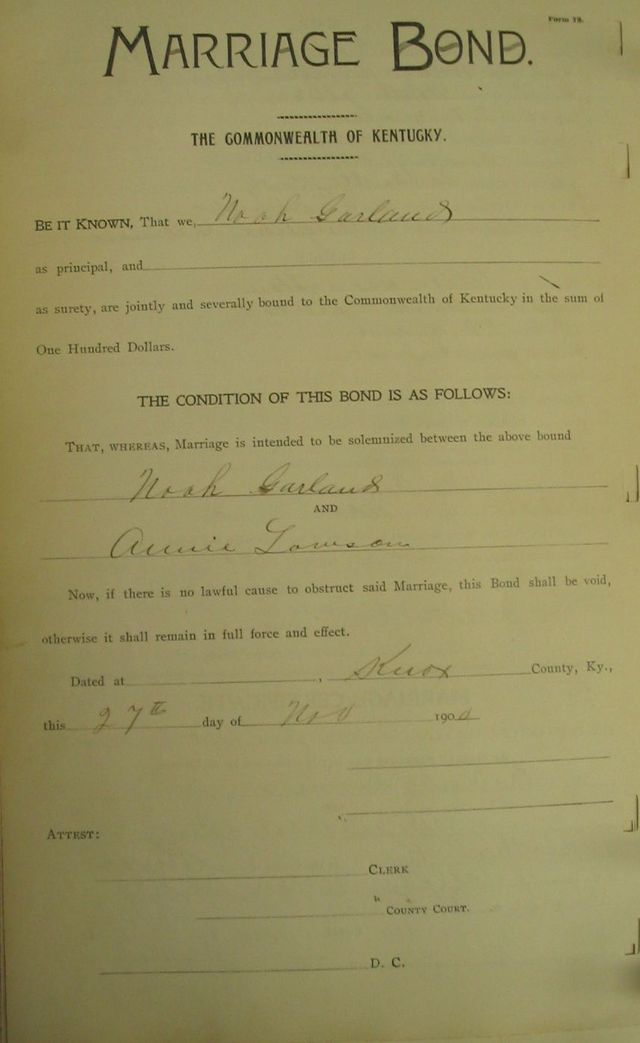 Form 13.
MARRIAGE BOND.
THE COMMONWEALTH OF KENTUCKY.
BE IT KNOWN, That we, Noah Garland
as principal, and
as surety, are jointly and severally bound to the Commonwealth of Kentucky in the sum of
One Hundred Dollars.
THE CONDITION OF THIS BOND IS AS FOLLOWS:
THAT, WHEREAS, Marriage is intended to be solemnized between the above bound
Noah Garland
AND
Annie Lawson
Now, if there is no lawful cause to obstruct said Marriage, this Bond shall be void,
otherwise it shall remain in full force and effect.
Dated at , Knox County, Ky.,
this 27th day of Nov 1900
ATTEST:
CLERK
COUNTY COURT.
D. C.